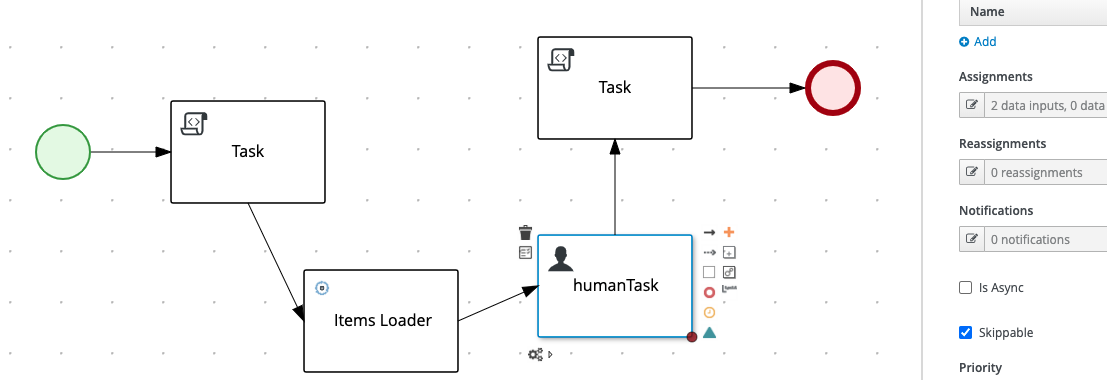 Task
Items Loader
humanTask
Task
Name
Add
Assignments
2 data inputs, 0 data
Reassignments
0 reassignments
Notifications
0 notifications
Is Async
Skippable
Priority